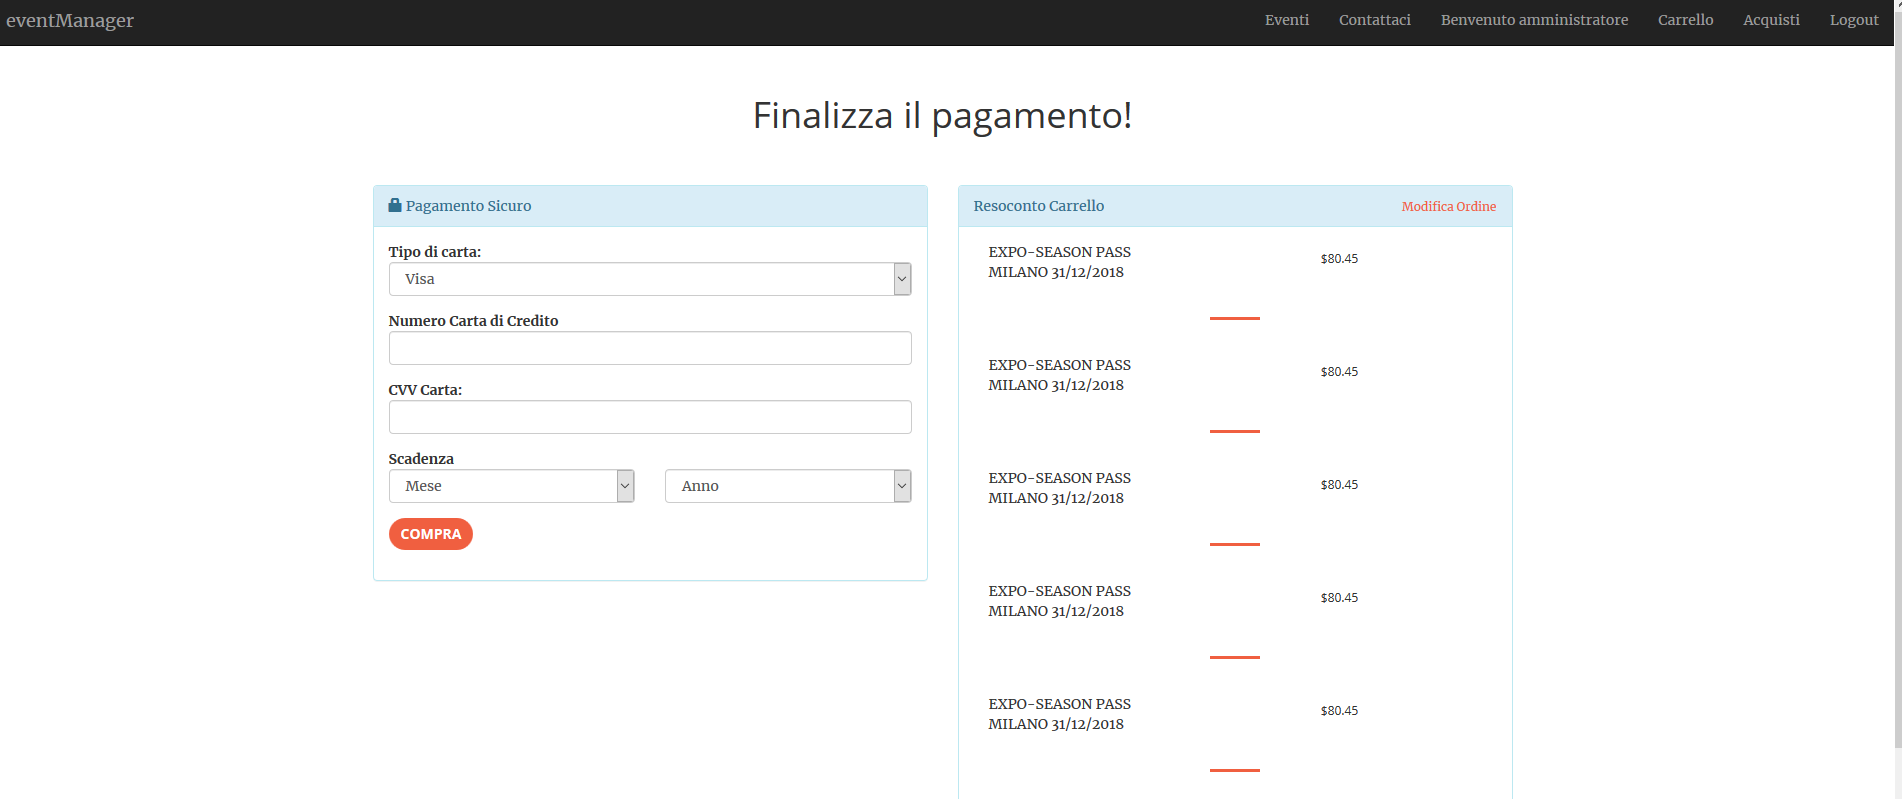 eventManager
Eventi
Contattaci
Benvenuto amministratore
Carrello
Acquisti
Logout
Finalizza il pagamento!
Pagamento Sicuro
Tipo di carta:
Visa
Numero Carta di Credito
CVV Carta:
Scadenza
Mese
Anno
COMPRA
Resoconto Carrello
Modifica Ordine
EXPO-SEASON PASS
MILANO 31/12/2018
$80.45
EXPO-SEASON PASS
MILANO 31/12/2018
$80.45
EXPO-SEASON PASS
MILANO 31/12/2018
$80.45
EXPO-SEASON PASS
MILANO 31/12/2018
$80.45
EXPO-SEASON PASS
MILANO 31/12/2018
$80.45